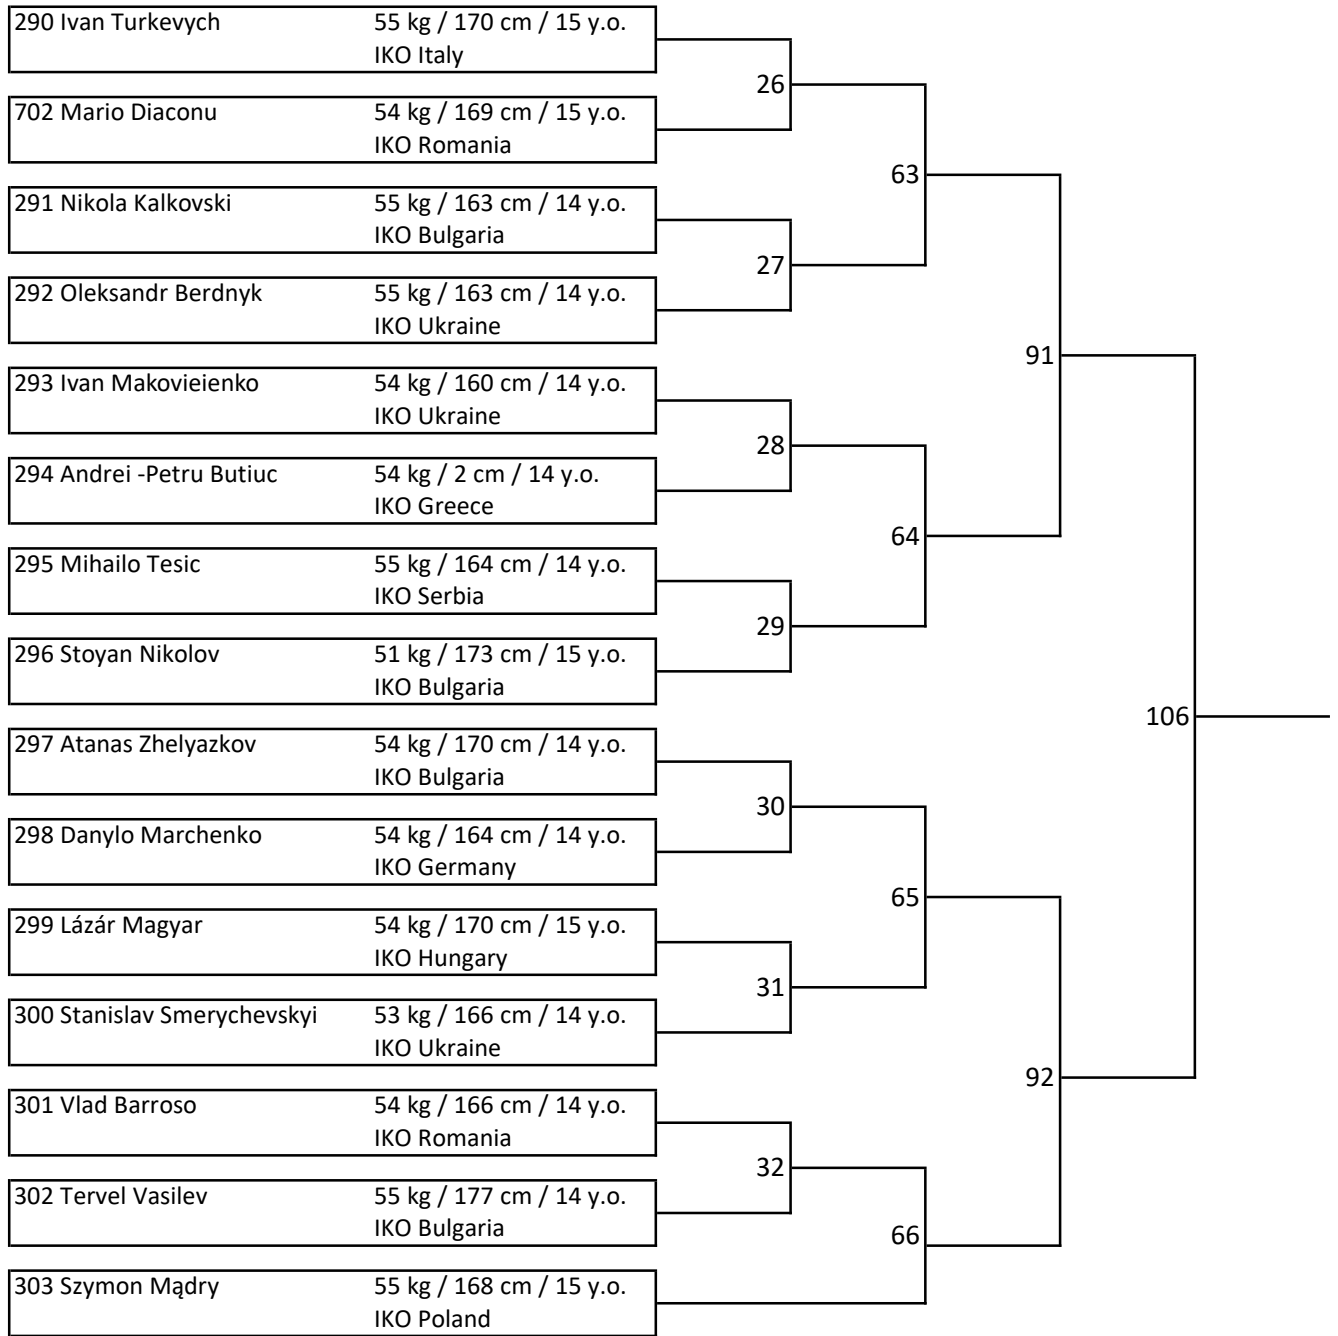 290 Ivan Turkevych 55 kg / 170 cm / 15 y.o.
IKO Italy
26
702 Mario Diaconu 54 kg / 169 cm / 15 y.o.
IKO Romania
63
291 Nikola Kalkovski 55 kg / 163 cm / 14 y.o.
IKO Bulgaria
27
292 Oleksandr Berdnyk 55 kg / 163 cm / 14 y.o.
IKO Ukraine
91
293 Ivan Makovieienko 54 kg / 160 cm / 14 y.o.
IKO Ukraine
28
294 Andrei -Petru Butiuc 54 kg / 2 cm / 14 y.o.
IKO Greece
64
295 Mihailo Tesic 55 kg / 164 cm / 14 y.o.
IKO Serbia
29
296 Stoyan Nikolov 51 kg / 173 cm / 15 y.o.
IKO Bulgaria
106
297 Atanas Zhelyazkov 54 kg / 170 cm / 14 y.o.
IKO Bulgaria
30
298 Danylo Marchenko 54 kg / 164 cm / 14 y.o.
IKO Germany
65
299 Lázár Magyar 54 kg / 170 cm / 15 y.o.
IKO Hungary
31
300 Stanislav Smerychevskyi 53 kg / 166 cm / 14 y.o.
IKO Ukraine
92
301 Vlad Barroso 54 kg / 166 cm / 14 y.o.
IKO Romania
32
302 Tervel Vasilev 55 kg / 177 cm / 14 y.o.
IKO Bulgaria
66
303 Szymon Mądry 55 kg / 168 cm / 15 y.o.
IKO Poland